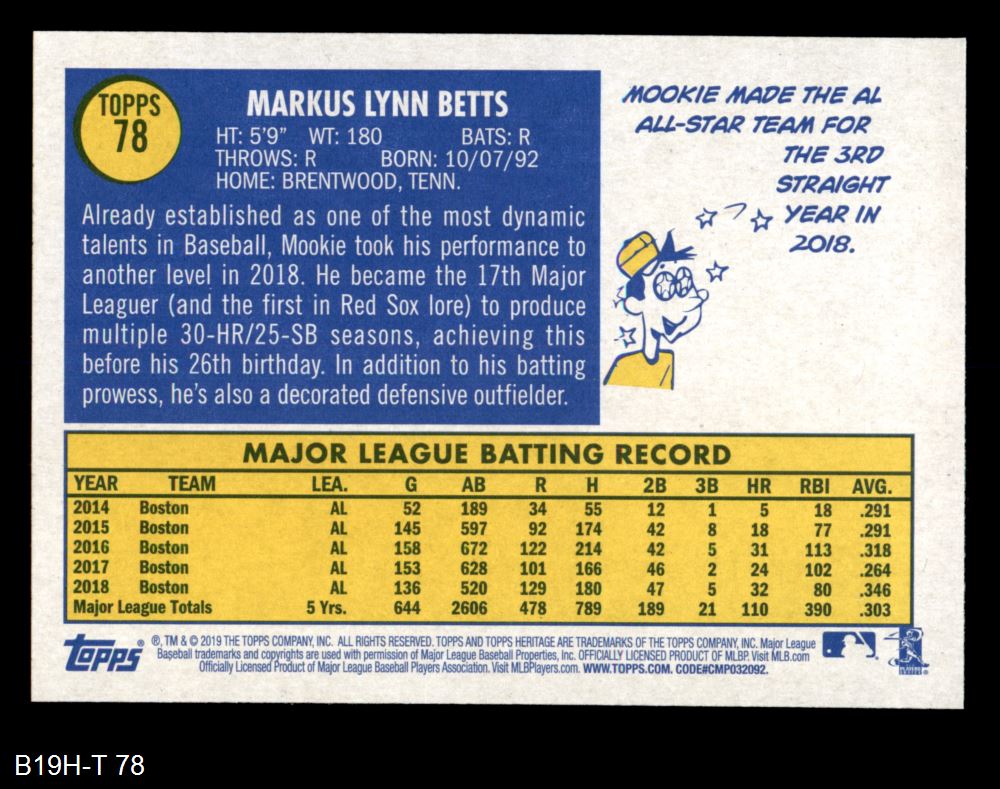 TOPPS
78
MARKUS LYNN BETTS
HT: 5'9" WT: 180 BATS: R
THROWS: R BORN: 10/07/92
HOME: BRENTWOOD, TENN.
Already established as one of the most dynamic
talents in Baseball, Mookie took his performance to
another level in 2018. He became the 17th Major
Leaguer (and the first in Red Sox lore) to produce
multiple 30-HR/25-SB seasons, achieving this
before his 26th birthday. In addition to his batting
prowess, he's also a decorated defensive outfielder.
MOOKIE MADE THE AL
ALL-STAR TEAM FOR
THE 3RD
STRAIGHT
YEAR IN
2018.
MAJOR LEAGUE BATTING RECORD
YEAR TEAM LEA. G AB R H 2B 3B HR RBI AVG.
2014 Boston AL 52 189 34 55 12 1 5 18 .291
2015 Boston AL 145 597 92 174 42 8 18 77 .291
2016 Boston AL 158 672 122 214 42 5 31 113 .318
2017 Boston AL 153 628 101 166 46 2 24 102 .264
2018 Boston AL 136 520 129 180 47 5 32 80 .346
Major League Totals 5 Yrs. 644 2606 478 789 189 21 110 390 .303
Topps
®, TM & © 2019 THE TOPPS COMPANY, INC. ALL RIGHTS RESERVED. TOPPS AND TOPPS HERITAGE ARE TRADEMARKS OF THE TOPPS COMPANY, INC. Major League
Baseball trademarks and copyrights are used with permission of Major League Baseball Properties, Inc. OFFICIALLY LICENSED PRODUCT OF MLBP. Visit MLB.com
Officially Licensed Product of Major League Baseball Players Association. Visit MLBPlayers.com. WWW.TOPPS.COM. CODE#CMP032092.
B19H-T 78